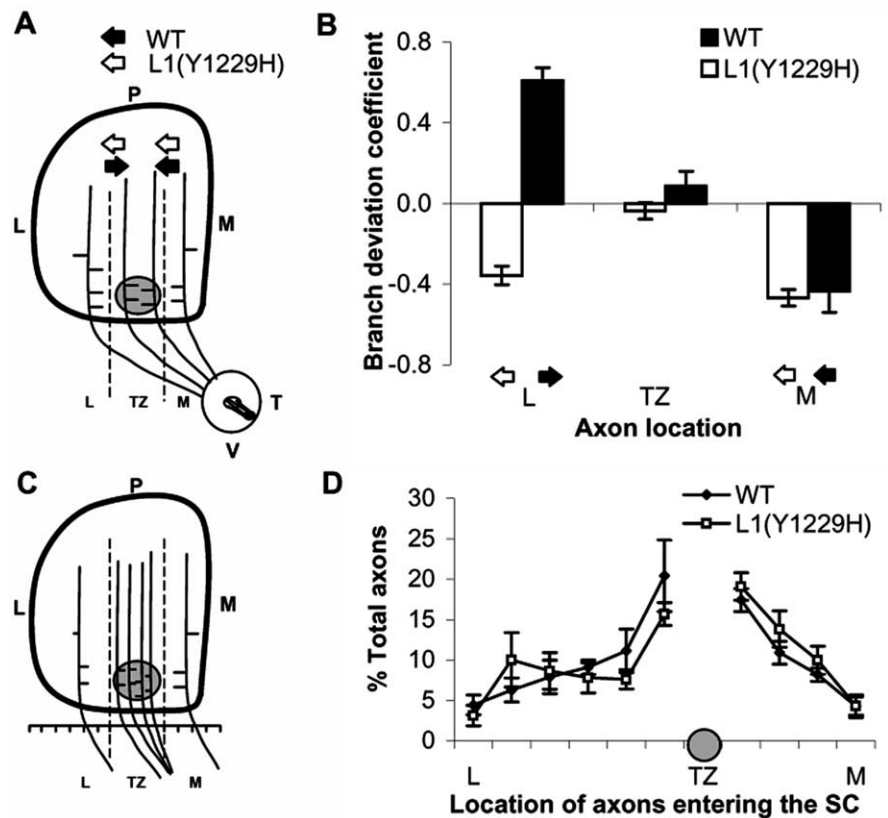 A
WT
L1(Y1229H)
P
L
M
L TZ M
T
V
B
WT
L1(Y1229H)
Branch deviation coefficient
0.8
0.4
0.0
-0.4
-0.8
L TZ M
Axon location
C
P
L
M
L TZ M
D
WT
L1(Y1229H)
% Total axons
30
25
20
15
10
5
0
L TZ M
Location of axons entering the SC